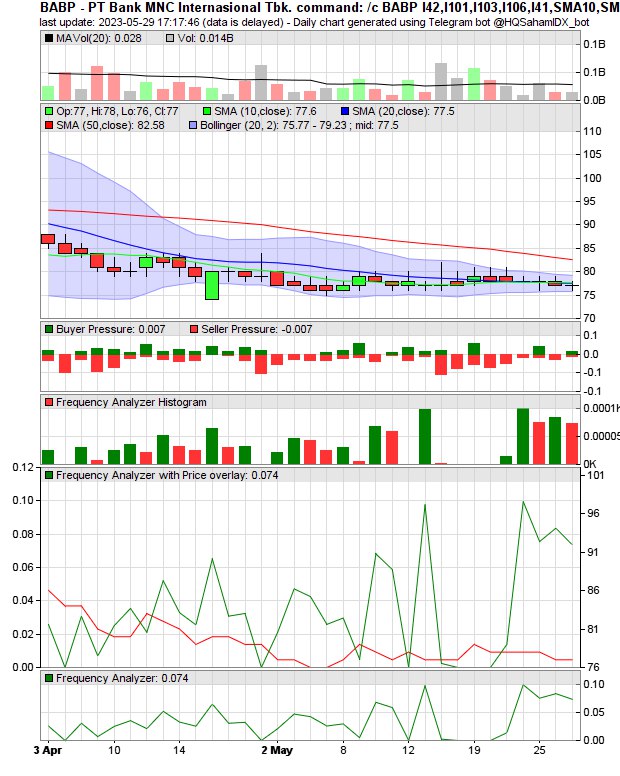 BABP - PT Bank MNC Internasional Tbk. command: /c BABP I42,I101,I103,I106,I41,SMA10,SM
last update: 2023-05-29 17:17:46 (data is delayed) - Daily chart generated using Telegram bot @HQSahamIDX_bot
MAVol(20): 0.028 Vol: 0.014B
0.1B
0.1B
0.0B
Op:77, Hi:78, Lo:76, Cl:77 SMA (10,close): 77.6 SMA (20,close): 77.5
SMA (50,close): 82.58 Bollinger (20, 2): 75.77 - 79.23 ; mid: 77.5
110
105
100
95
90
85
80
75
70
Buyer Pressure: 0.007 Seller Pressure: -0.007
0.1
0.0
-0.1
-0.1
Frequency Analyzer Histogram
0.0001K
0.00005
0K
Frequency Analyzer with Price overlay: 0.074
0.12
0.10
0.08
0.06
0.04
0.02
0.00
101
96
91
86
81
76
Frequency Analyzer: 0.074
0.10
0.05
0.00
3 Apr 10 14 2 May 8 12 19 25